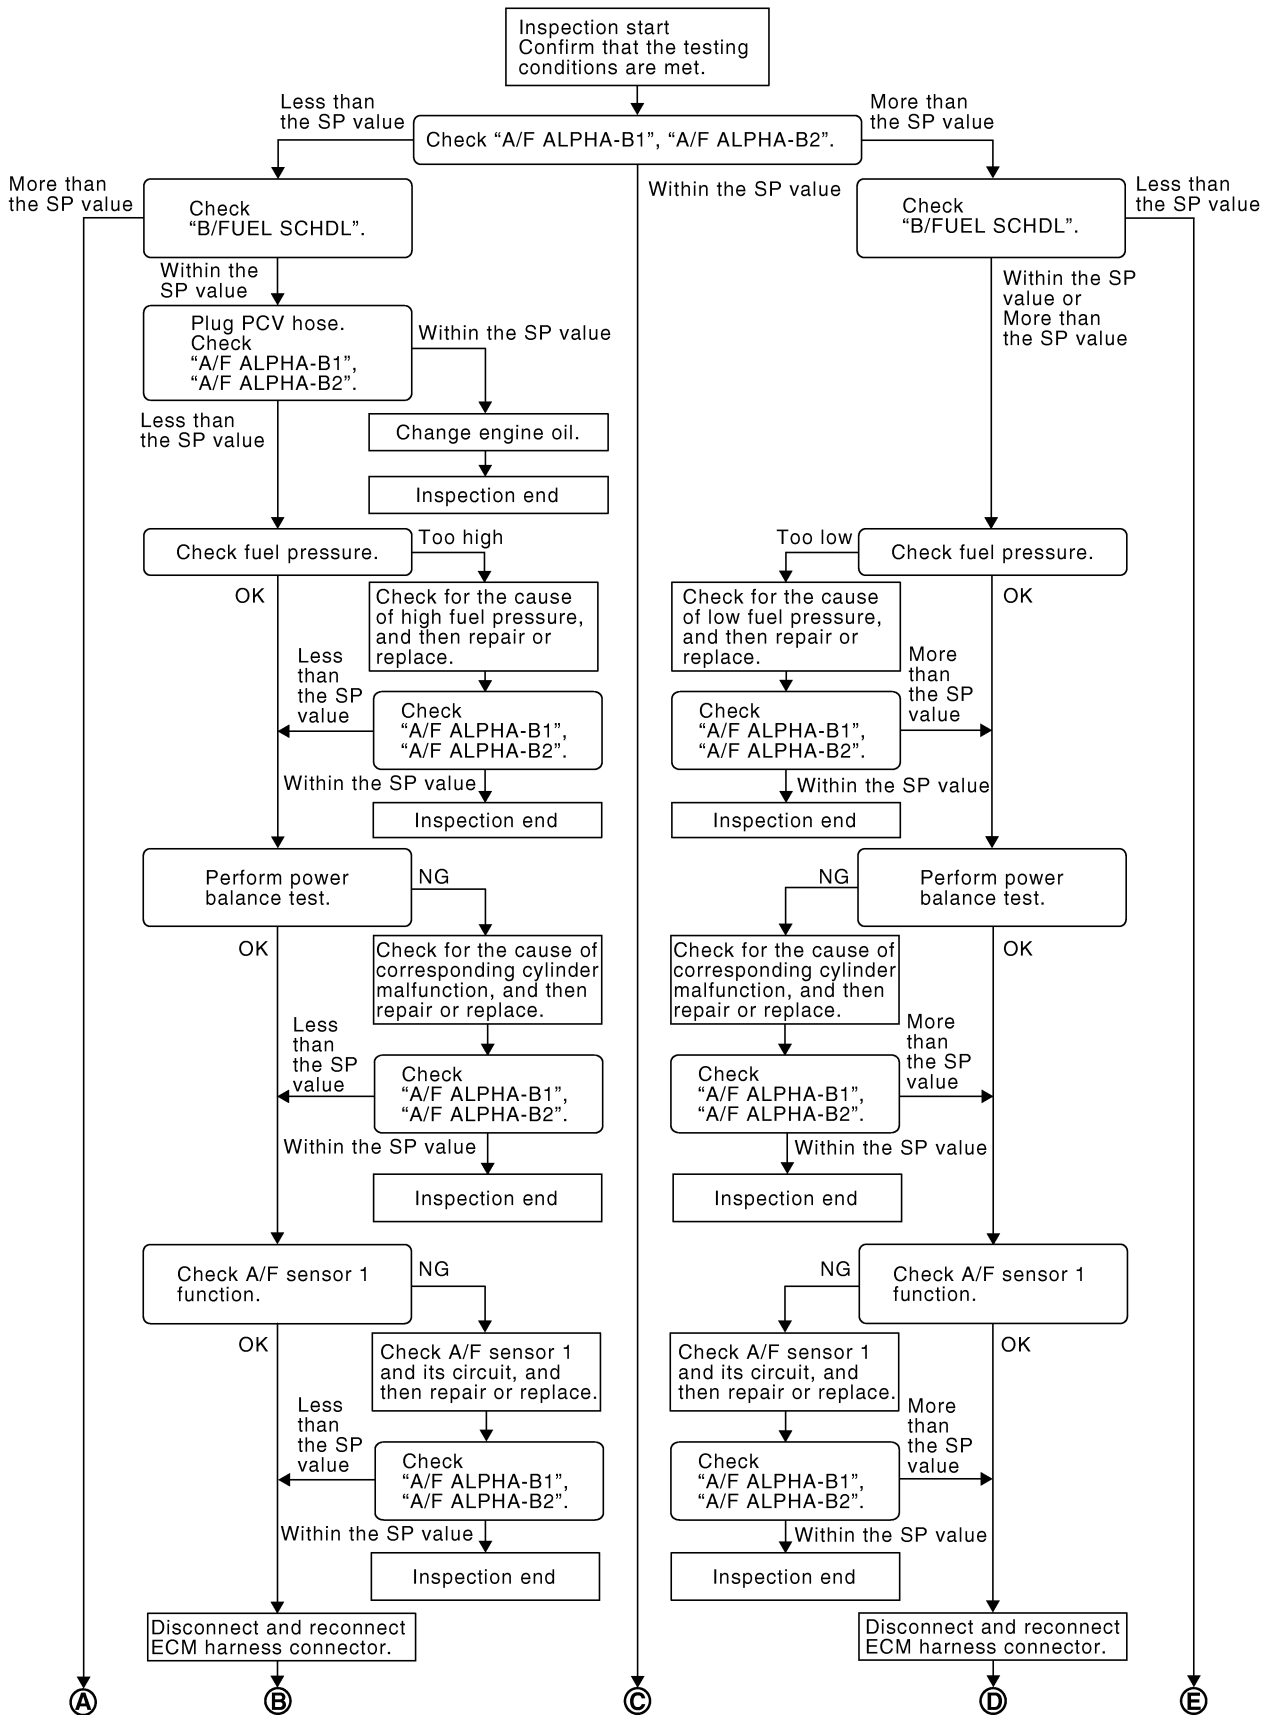 Inspection start
Confirm that the testing
conditions are met.
Less than
the SP value
More than
the SP value
Check “A/F ALPHA-B1”, “A/F ALPHA-B2”.
More than
the SP value
Within the SP value
Less than
the SP value
Check
“B/FUEL SCHDL”.
Check
“B/FUEL SCHDL”.
Within the
SP value
Within the SP
value or
More than
the SP value
Plug PCV hose.
Check
“A/F ALPHA-B1”,
“A/F ALPHA-B2”.
Within the SP value
Less than
the SP value
Change engine oil.
Inspection end
Check fuel pressure.
Too high
Too low
Check fuel pressure.
OK
OK
Check for the cause
of high fuel pressure,
and then repair or
replace.
Check for the cause
of low fuel pressure,
and then repair or
replace.
Less
than
the SP
value
More
than
the SP
value
Check
“A/F ALPHA-B1”,
“A/F ALPHA-B2”.
Check
“A/F ALPHA-B1”,
“A/F ALPHA-B2”.
Within the SP value
Within the SP value
Inspection end
Inspection end
Perform power
balance test.
NG
NG
Perform power
balance test.
OK
OK
Check for the cause of
corresponding cylinder
malfunction, and then
repair or replace.
Check for the cause of
corresponding cylinder
malfunction, and then
repair or replace.
Less
than
the SP
value
More
than
the SP
value
Check
“A/F ALPHA-B1”,
“A/F ALPHA-B2”.
Check
“A/F ALPHA-B1”,
“A/F ALPHA-B2”.
Within the SP value
Within the SP value
Inspection end
Inspection end
Check A/F sensor 1
function.
NG
NG
Check A/F sensor 1
function.
OK
OK
Check A/F sensor 1
and its circuit, and
then repair or replace.
Check A/F sensor 1
and its circuit, and
then repair or replace.
Less
than
the SP
value
More
than
the SP
value
Check
“A/F ALPHA-B1”,
“A/F ALPHA-B2”.
Check
“A/F ALPHA-B1”,
“A/F ALPHA-B2”.
Within the SP value
Within the SP value
Inspection end
Inspection end
Disconnect and reconnect
ECM harness connector.
Disconnect and reconnect
ECM harness connector.
A
B
C
D
E